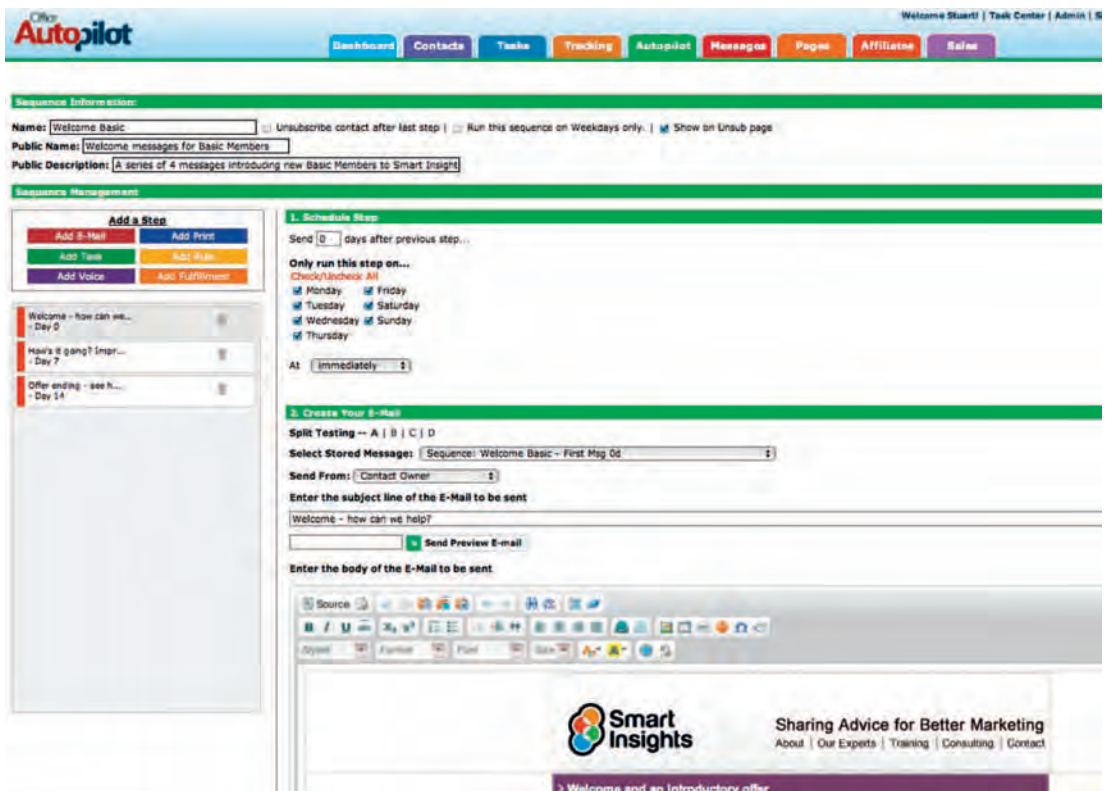 Office
Autopilot
Welcome Stuart! | Task Center | Admin | S
Dashboard Contacts Tasks Tracking Autopilot Messages Pages Affiliates Sales
Sequence Information:
Name: Welcome Basic Unsubscribe contact after last step | Run this sequence on Weekdays only. | Show on Unsub page
Public Name: Welcome messages for Basic Members
Public Description: A series of 4 messages introducing new Basic Members to Smart Insight
Sequence Management
Add a Step
Add E-Mail Add Print
Add Task Add Rule
Add Voice Add Fulfillment
Welcome - how can we...
- Day 0
How's it going? Impr...
- Day 7
Offer ending - see h...
- Day 14
1. Schedule Step
Send 0 days after previous step...
Only run this step on...
Check/Uncheck All
Monday Friday
Tuesday Saturday
Wednesday Sunday
Thursday
At immediately
2. Create Your E-Mail
Split Testing -- A | B | C | D
Select Stored Message: Sequence: Welcome Basic - First Msg 0d
Send From: Contact Owner
Enter the subject line of the E-Mail to be sent
Welcome - how can we help?
Send Preview E-mail
Enter the body of the E-Mail to be sent
Source
B I U
Styles Format Font Size
Smart
Insights
Sharing Advice for Better Marketing
About | Our Experts | Training | Consulting | Contact
> Welcome and an introductory offer